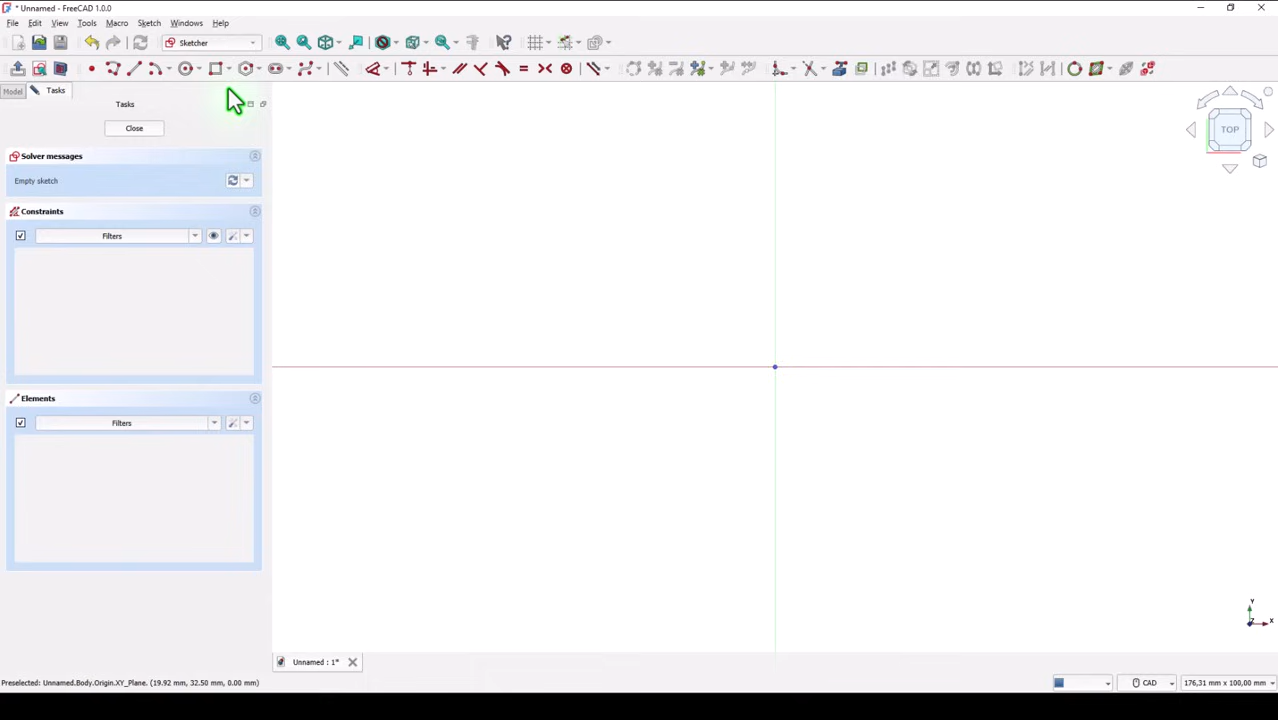 * Unnamed - FreeCAD 1.0.0
File Edit View Tools Macro Sketch Windows Help
Sketcher
Model Tasks
Tasks
Close
Solver messages
Empty sketch
Constraints
Filters
Elements
Filters
TOP
Y
X
Z
Unnamed : 1*
Preselected: Unnamed.Body.Origin.XY_Plane. (19.92 mm, 32.50 mm, 0.00 mm)
CAD
176,31 mm x 100,00 mm